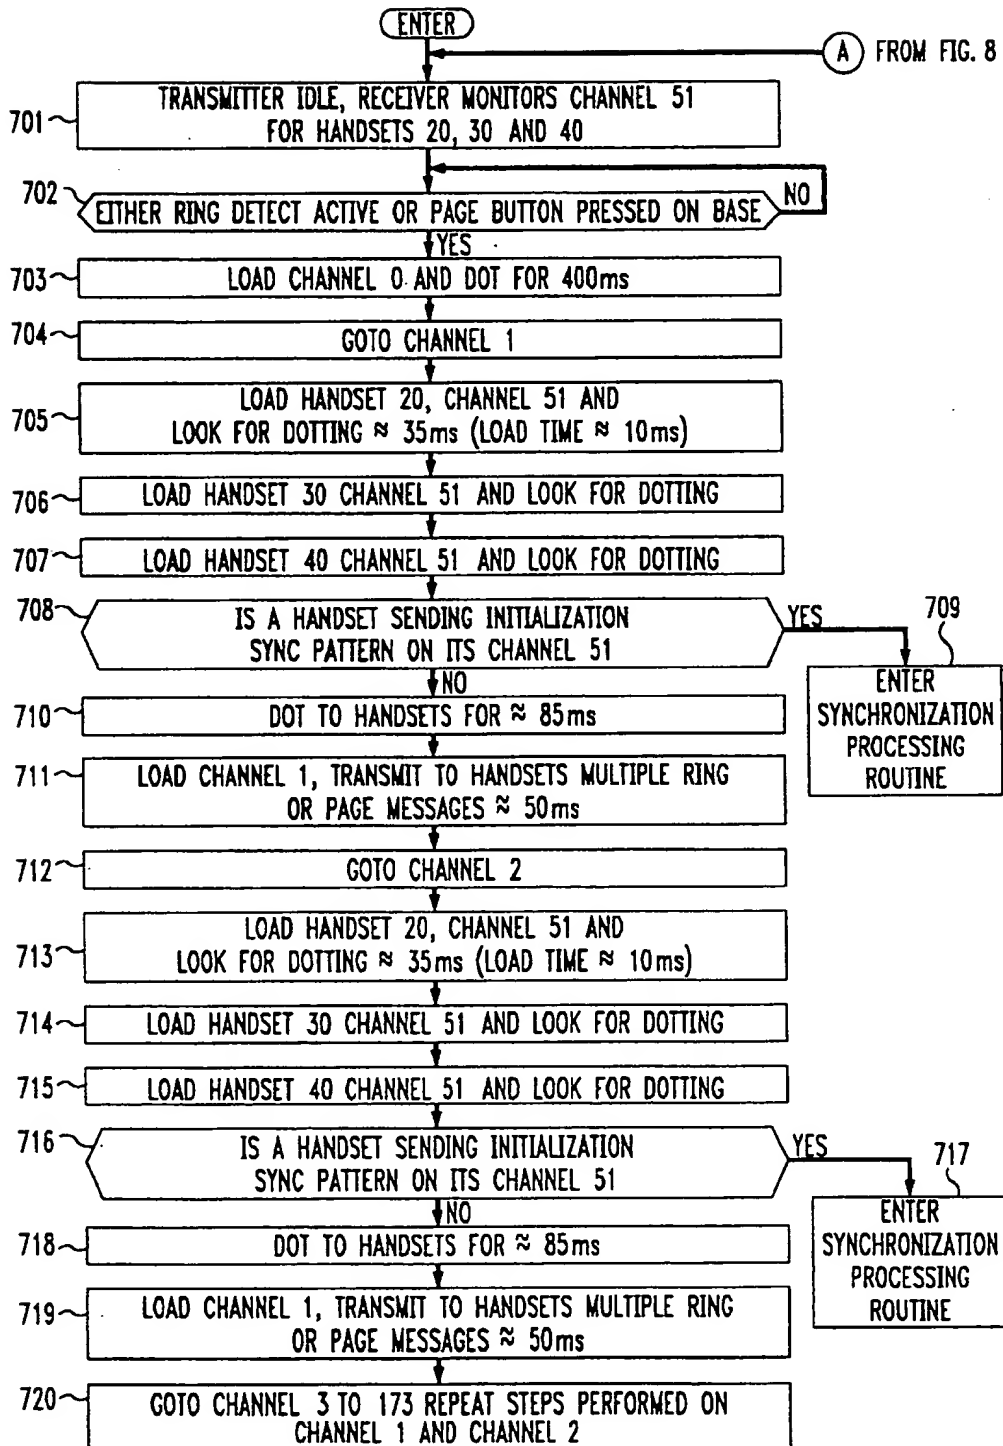 ENTER
A FROM FIG. 8
701 TRANSMITTER IDLE, RECEIVER MONITORS CHANNEL 51
FOR HANDSETS 20, 30 AND 40
702 EITHER RING DETECT ACTIVE OR PAGE BUTTON PRESSED ON BASE NO
YES
703 LOAD CHANNEL 0 AND DOT FOR 400ms
704 GOTO CHANNEL 1
705 LOAD HANDSET 20, CHANNEL 51 AND
LOOK FOR DOTTING ≈ 35ms (LOAD TIME ≈ 10ms)
706 LOAD HANDSET 30 CHANNEL 51 AND LOOK FOR DOTTING
707 LOAD HANDSET 40 CHANNEL 51 AND LOOK FOR DOTTING
708 IS A HANDSET SENDING INITIALIZATION
SYNC PATTERN ON ITS CHANNEL 51
YES
709
ENTER
SYNCHRONIZATION
PROCESSING
ROUTINE
NO
710 DOT TO HANDSETS FOR ≈ 85ms
711 LOAD CHANNEL 1, TRANSMIT TO HANDSETS MULTIPLE RING
OR PAGE MESSAGES ≈ 50ms
712 GOTO CHANNEL 2
713 LOAD HANDSET 20, CHANNEL 51 AND
LOOK FOR DOTTING ≈ 35ms (LOAD TIME ≈ 10ms)
714 LOAD HANDSET 30 CHANNEL 51 AND LOOK FOR DOTTING
715 LOAD HANDSET 40 CHANNEL 51 AND LOOK FOR DOTTING
716 IS A HANDSET SENDING INITIALIZATION
SYNC PATTERN ON ITS CHANNEL 51
YES
717
ENTER
SYNCHRONIZATION
PROCESSING
ROUTINE
NO
718 DOT TO HANDSETS FOR ≈ 85ms
719 LOAD CHANNEL 1, TRANSMIT TO HANDSETS MULTIPLE RING
OR PAGE MESSAGES ≈ 50ms
720 GOTO CHANNEL 3 TO 173 REPEAT STEPS PERFORMED ON
CHANNEL 1 AND CHANNEL 2